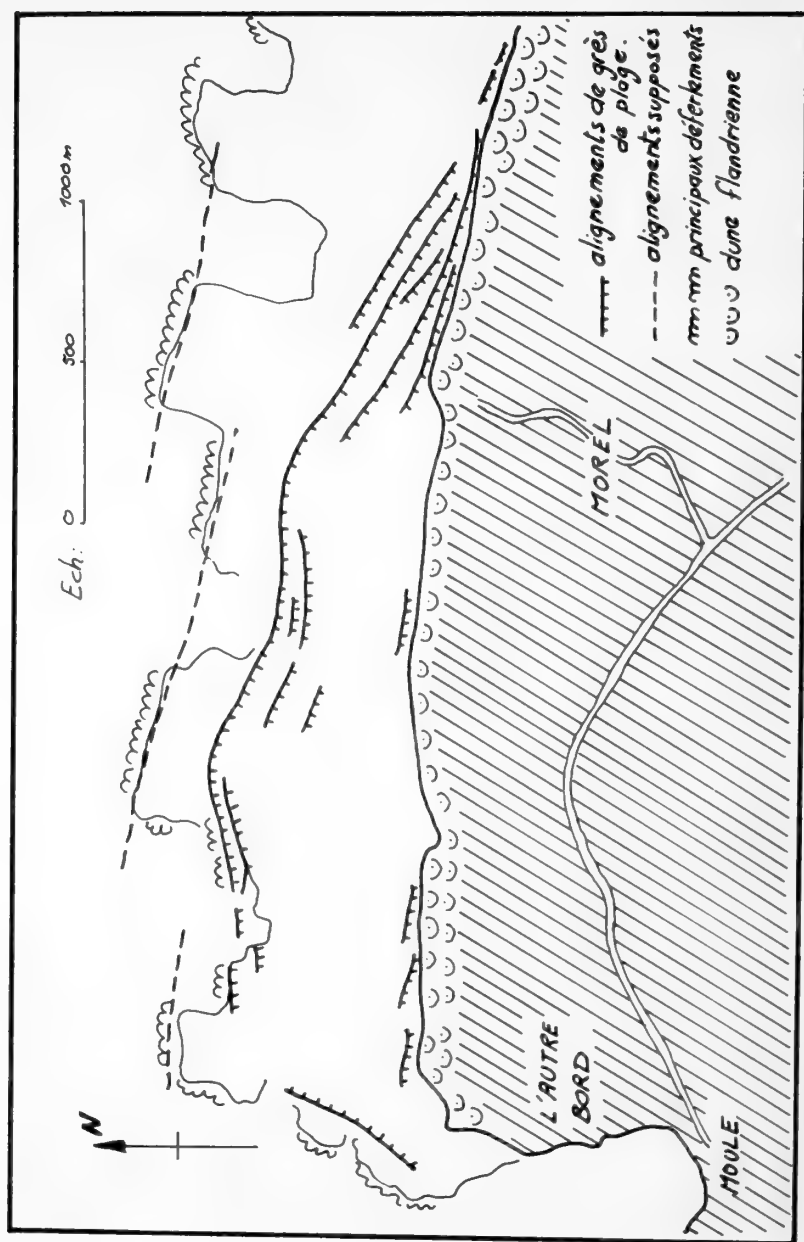 N
Ech: 0 500 1000m
L'AUTRE
BORD
MOULE
MOREL
alignements de grès
de plage.
alignements supposés
principaux déferlements
dune flandrienne